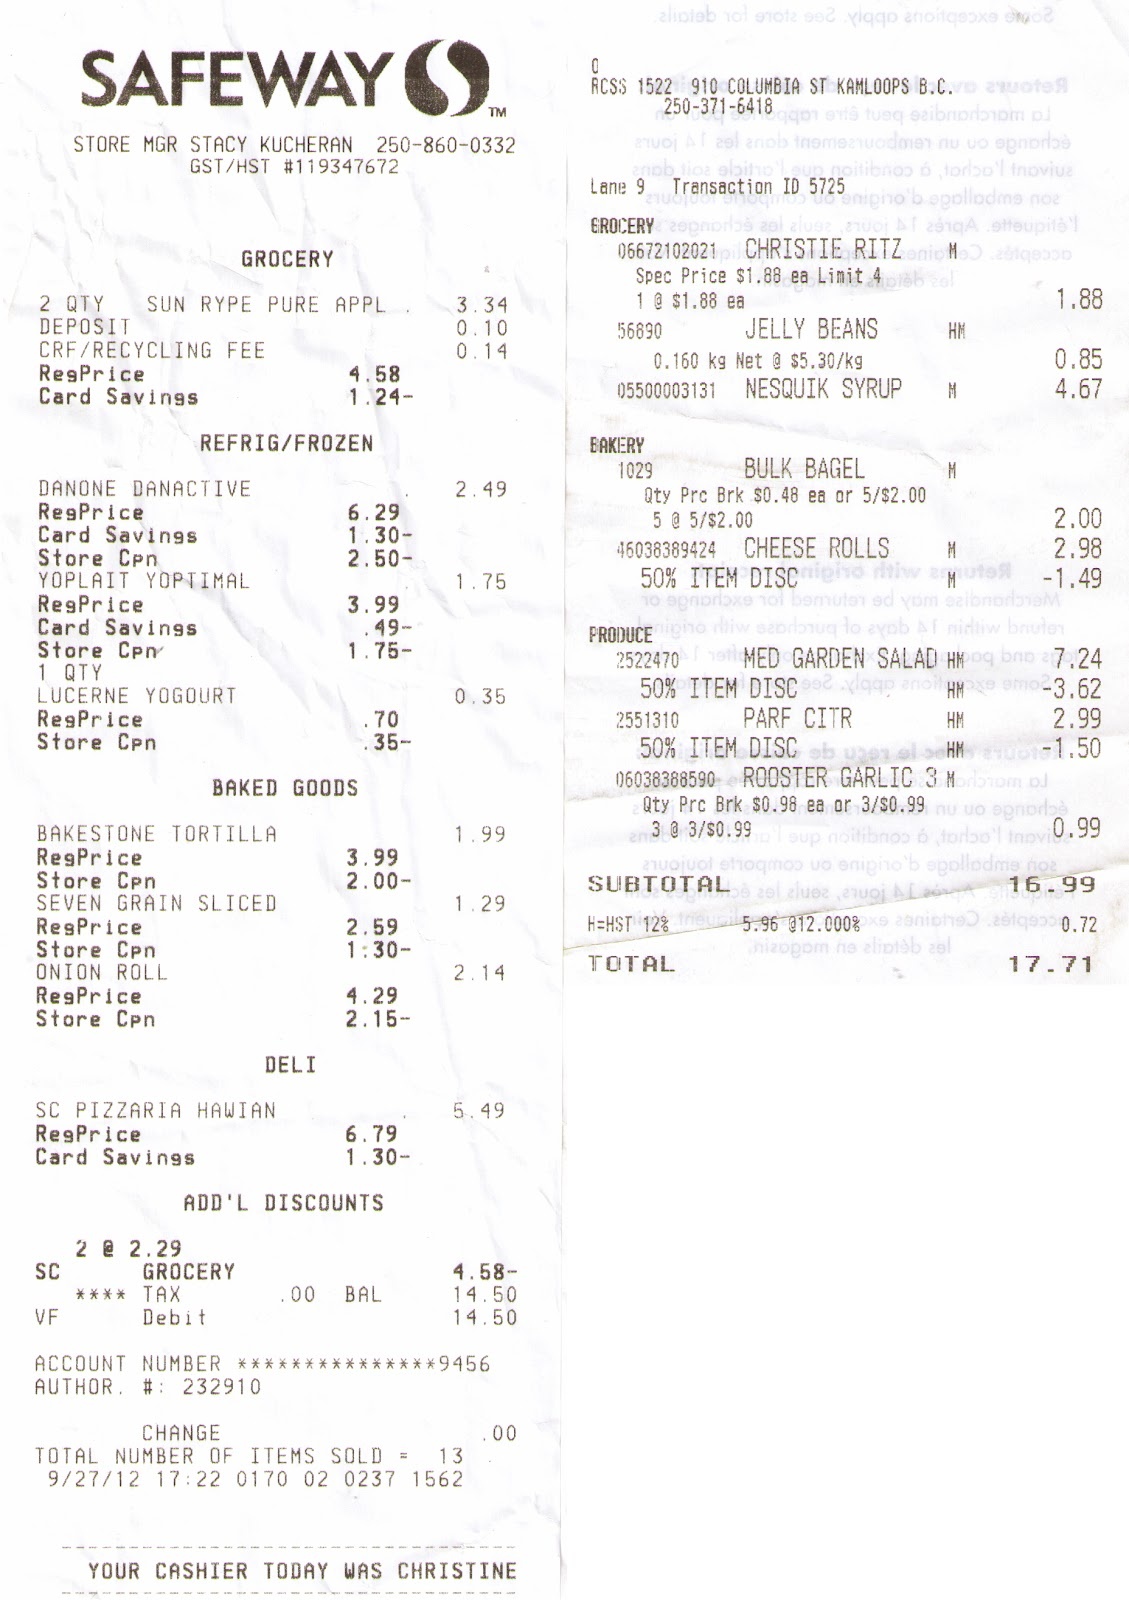 SAFEWAY TM
STORE MGR STACY KUCHERAN 250-860-0332
GST/HST #119347672
GROCERY
2 QTY SUN RYPE PURE APPL . 3.34
DEPOSIT 0.10
CRF/RECYCLING FEE 0.14
RegPrice 4.58
Card Savings 1.24-
REFRIG/FROZEN
DANONE DANACTIVE . 2.49
RegPrice 6.29
Card Savings 1.30-
Store Cpn 2.50-
YOPLAIT YOPTIMAL 1.75
RegPrice 3.99
Card Savings .49-
Store Cpn 1.75-
1 QTY
LUCERNE YOGOURT 0.35
RegPrice .70
Store Cpn .35-
BAKED GOODS
BAKESTONE TORTILLA 1.99
RegPrice 3.99
Store Cpn 2.00-
SEVEN GRAIN SLICED 1.29
RegPrice 2.59
Store Cpn 1.30-
ONION ROLL 2.14
RegPrice 4.29
Store Cpn 2.15-
DELI
SC PIZZARIA HAWIAN . 5.49
RegPrice 6.79
Card Savings 1.30-
ADD'L DISCOUNTS
2 @ 2.29
SC GROCERY 4.58-
**** TAX .00 BAL 14.50
VF Debit 14.50
ACCOUNT NUMBER ***************9456
AUTHOR. #: 232910
CHANGE .00
TOTAL NUMBER OF ITEMS SOLD = 13
9/27/12 17:22 0170 02 0237 1562
YOUR CASHIER TODAY WAS CHRISTINE
0
RCSS 1522 910 COLUMBIA ST KAMLOOPS B.C.
250-371-6418
Lane 9 Transaction ID 5725
GROCERY
06672102021 CHRISTIE RITZ M
Spec Price $1.88 ea Limit 4
1 @ $1.88 ea 1.88
56890 JELLY BEANS HM
0.160 kg Net @ $5.30/kg 0.85
05500003131 NESQUIK SYRUP M 4.67
BAKERY
1029 BULK BAGEL M
Qty Prc Brk $0.48 ea or 5/$2.00
5 @ 5/$2.00 2.00
46038389424 CHEESE ROLLS M 2.98
50% ITEM DISC M -1.49
PRODUCE
2522470 MED GARDEN SALAD HM 7.24
50% ITEM DISC HM -3.62
2551310 PARF CITR HM 2.99
50% ITEM DISC HM -1.50
06038388590 ROOSTER GARLIC 3 M
Qty Prc Brk $0.98 ea or 3/$0.99
3 @ 3/$0.99 0.99
SUBTOTAL 16.99
H=HST 12% 5.96 @12.000% 0.72
TOTAL 17.71